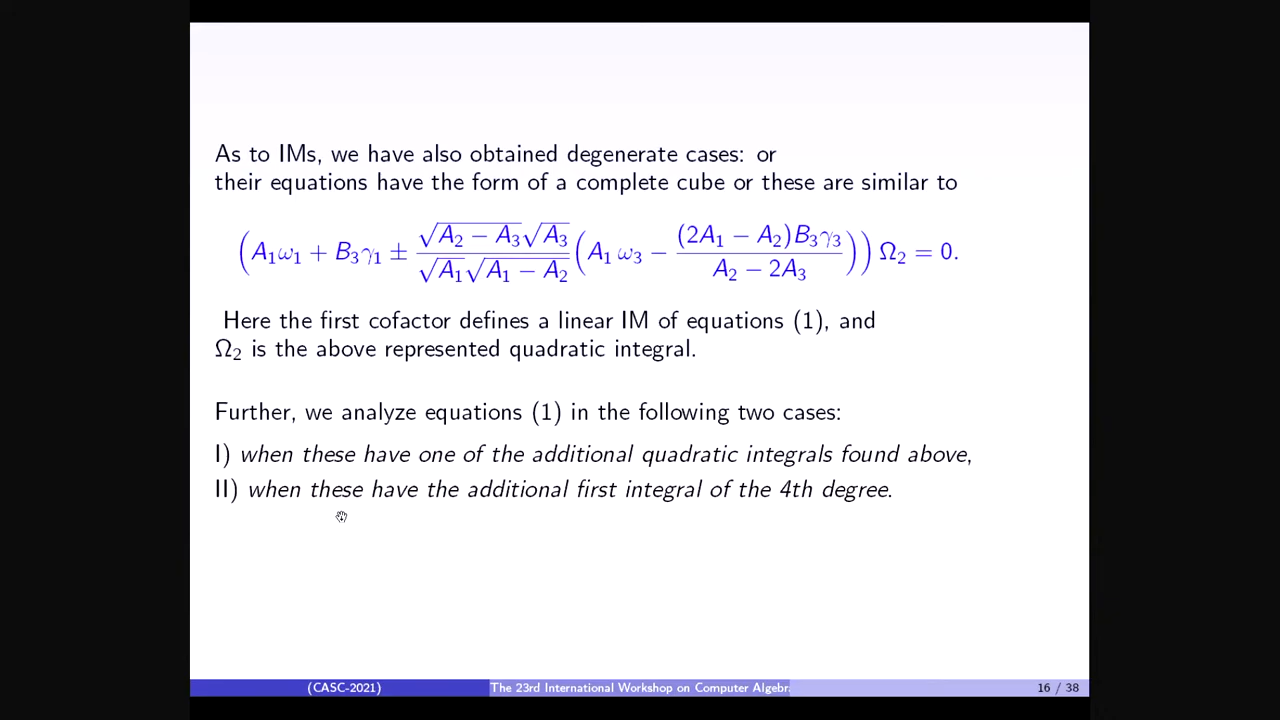 As to IMs, we have also obtained degenerate cases: or
their equations have the form of a complete cube or these are similar to
(A₁ω₁ + B₃γ₁ ± √(A₂ − A₃)√A₃ / (√A₁√(A₁ − A₂)) (A₁ ω₃ − (2A₁ − A₂)B₃γ₃ / (A₂ − 2A₃))) Ω₂ = 0.
Here the first cofactor defines a linear IM of equations (1), and
Ω₂ is the above represented quadratic integral.
Further, we analyze equations (1) in the following two cases:
I) when these have one of the additional quadratic integrals found above,
II) when these have the additional first integral of the 4th degree.
(CASC-2021) The 23rd International Workshop on Computer Algebr 16 / 38